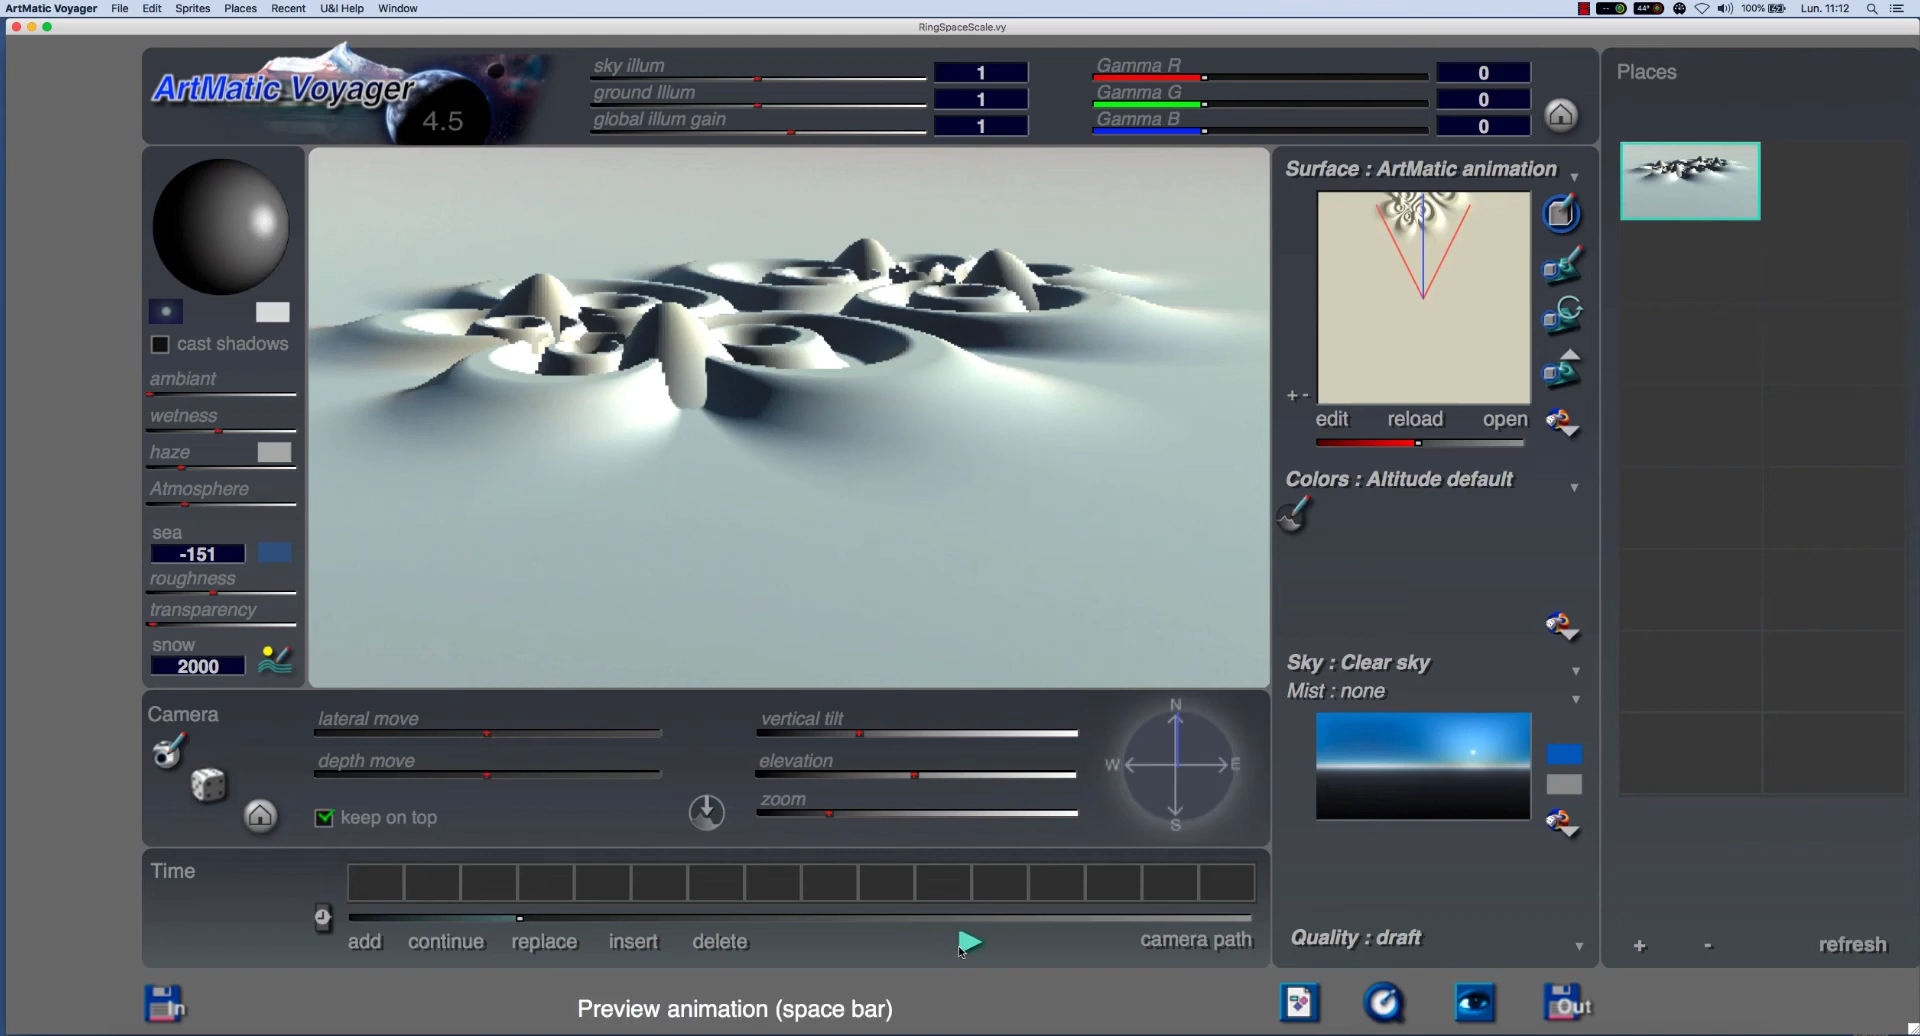 ArtMatic Voyager File Edit Sprites Places Recent U&I Help Window
44° 100% Lun. 11:12
RingSpaceScale.vy
ArtMatic Voyager
4.5
sky illum 1
ground Illum 1
global illum gain 1
Gamma R 0
Gamma G 0
Gamma B 0
Places
cast shadows
ambiant
wetness
haze
Atmosphere
sea
-151
roughness
transparency
snow
2000
Surface : ArtMatic animation
+ -
edit reload open
Colors : Altitude default
Sky : Clear sky
Mist : none
Quality : draft
Camera
lateral move
depth move
keep on top
vertical tilt
elevation
zoom
N
W E
S
Time
add continue replace insert delete camera path
+ - refresh
In
Preview animation (space bar)
Out